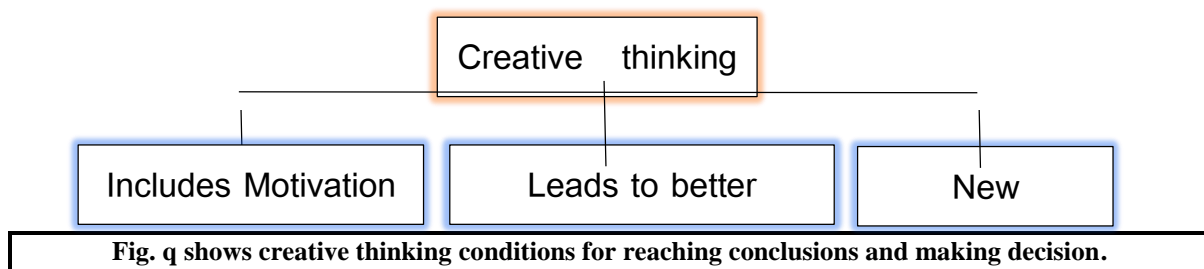 Creative thinking
Includes Motivation
Leads to better
New
Fig. q shows creative thinking conditions for reaching conclusions and making decision.